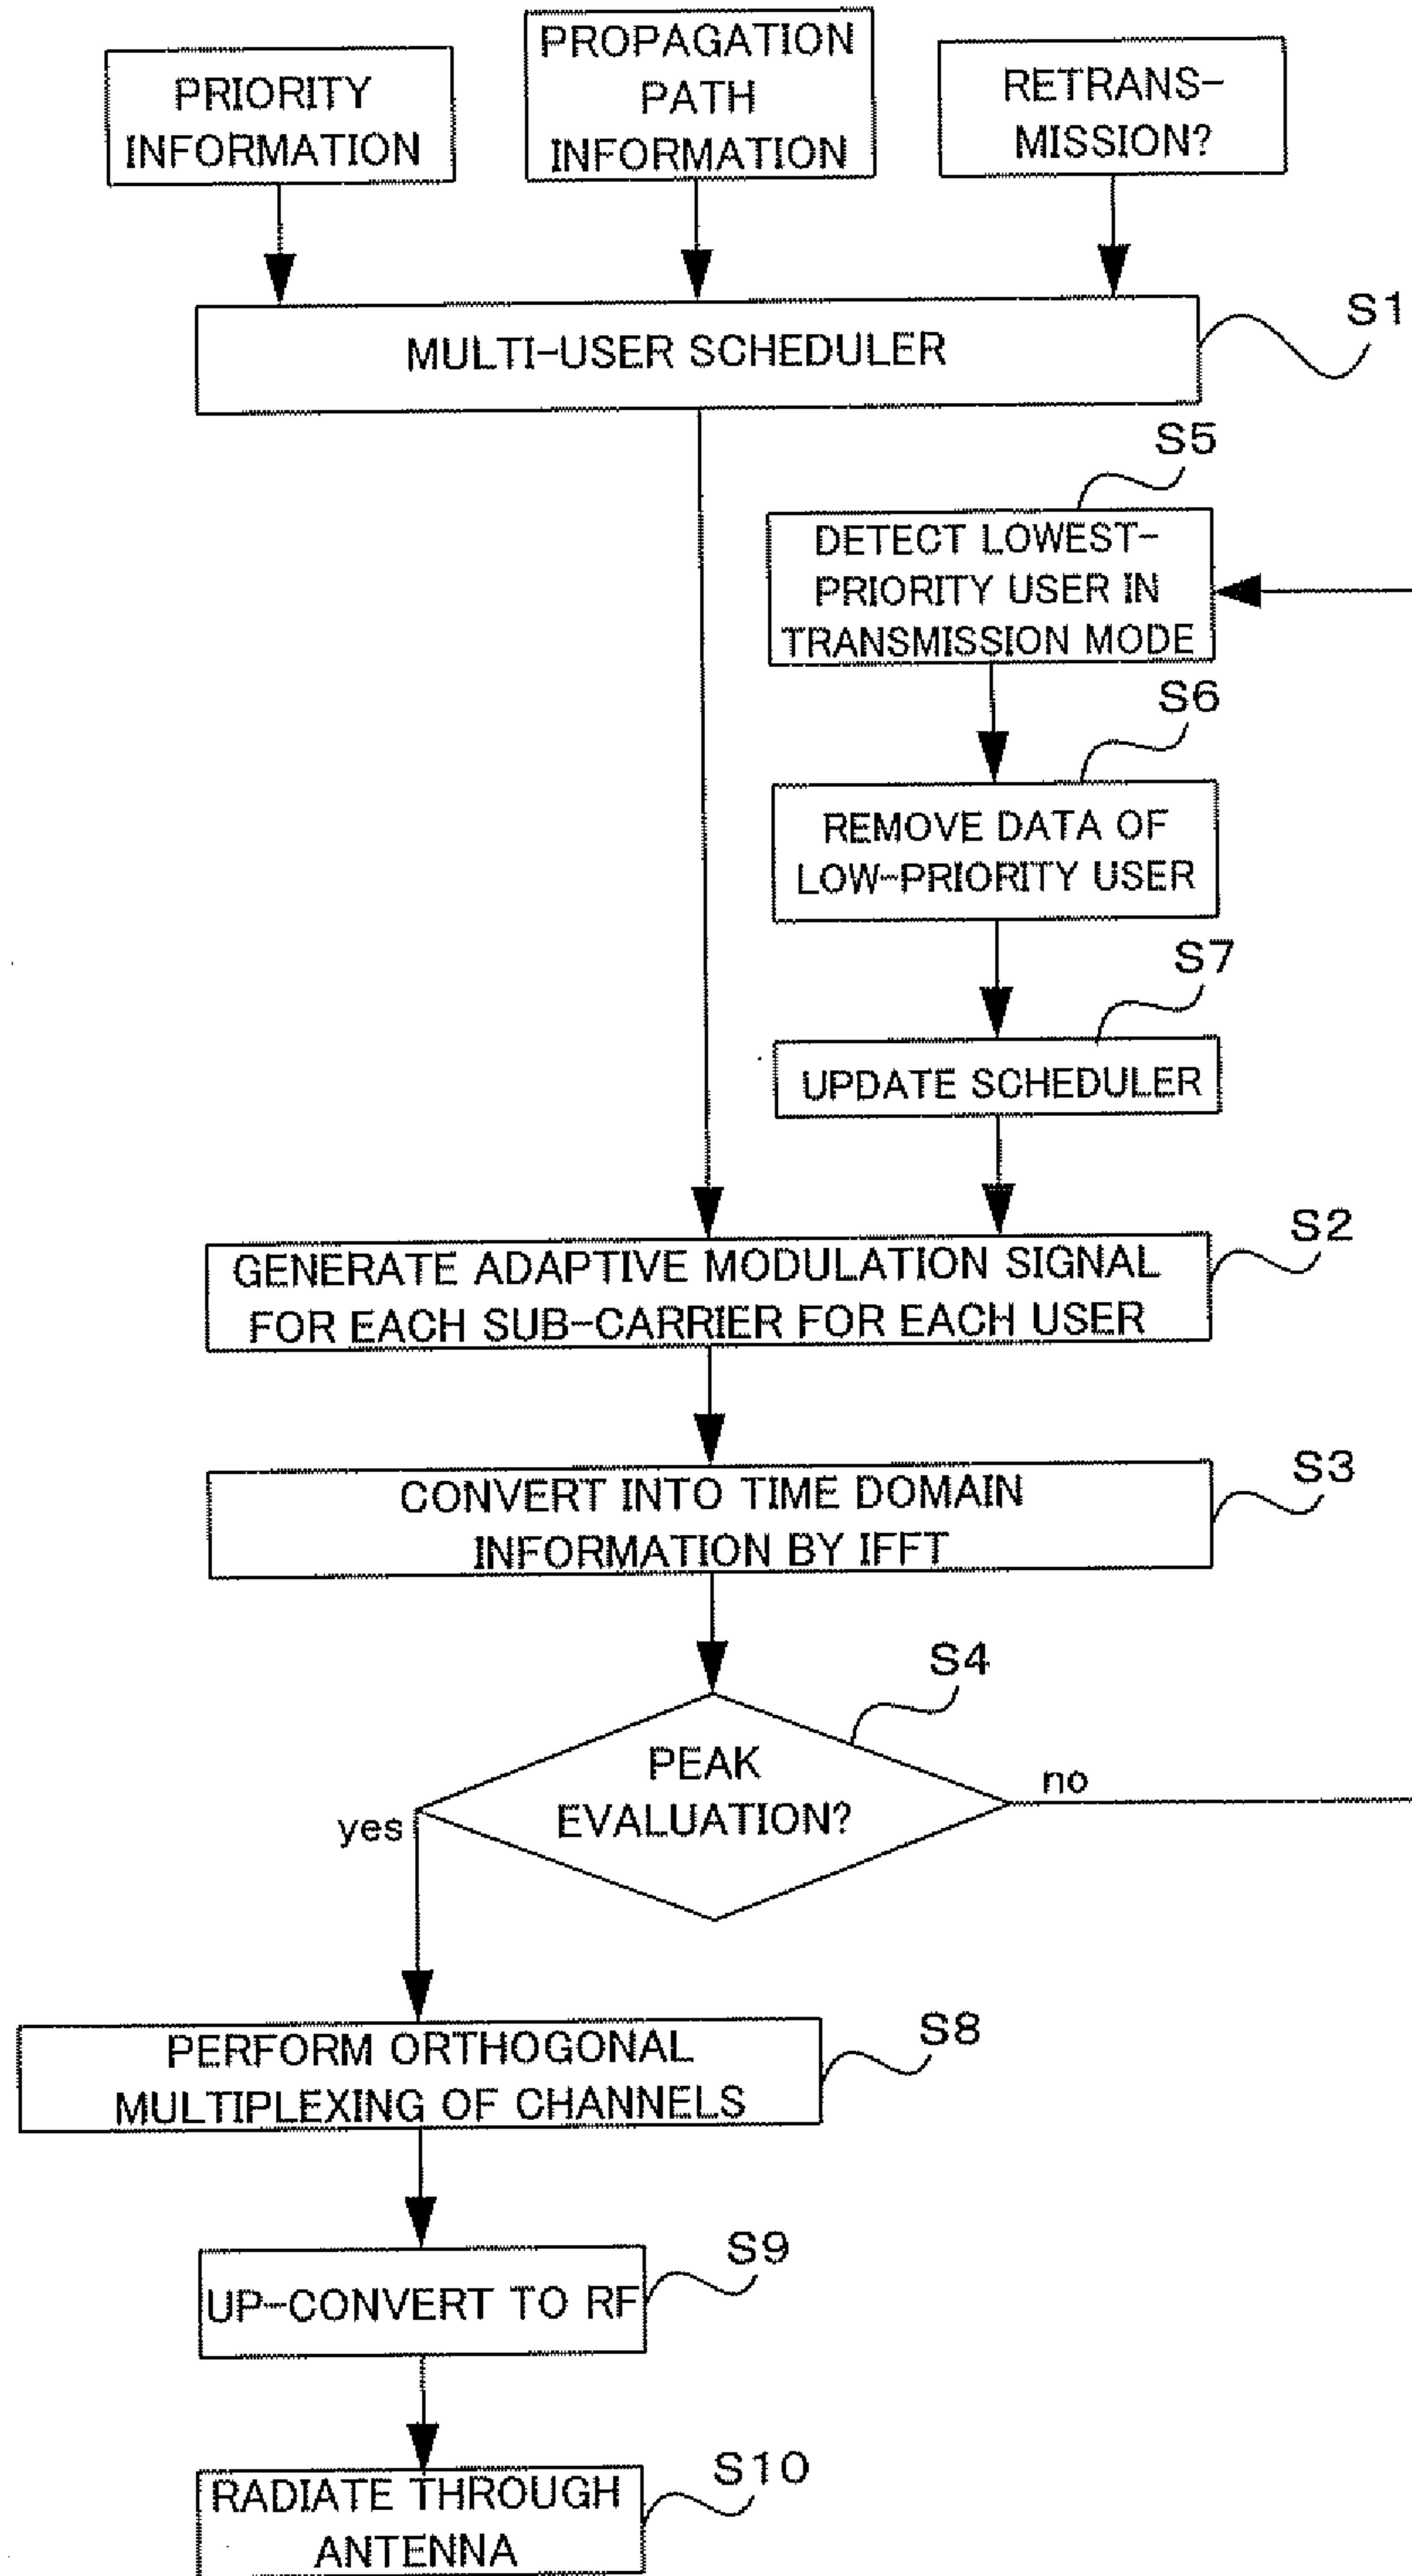 PRIORITY
INFORMATION
PROPAGATION
PATH
INFORMATION
RETRANS-
MISSION?
MULTI-USER SCHEDULER
S1
S5
DETECT LOWEST-
PRIORITY USER IN
TRANSMISSION MODE
S6
REMOVE DATA OF
LOW-PRIORITY USER
S7
UPDATE SCHEDULER
S2
GENERATE ADAPTIVE MODULATION SIGNAL
FOR EACH SUB-CARRIER FOR EACH USER
S3
CONVERT INTO TIME DOMAIN
INFORMATION BY IFFT
S4
PEAK
EVALUATION?
yes
no
S8
PERFORM ORTHOGONAL
MULTIPLEXING OF CHANNELS
S9
UP-CONVERT TO RF
S10
RADIATE THROUGH
ANTENNA